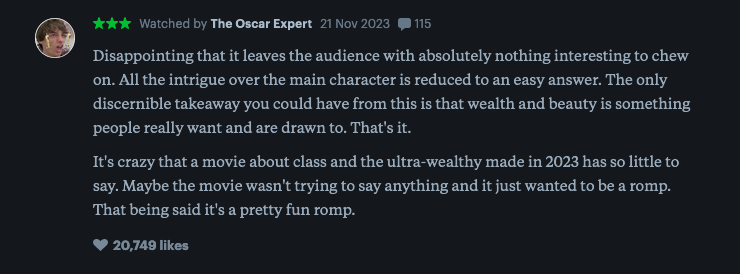 ★★★ Watched by The Oscar Expert 21 Nov 2023 115
Disappointing that it leaves the audience with absolutely nothing interesting to chew
on. All the intrigue over the main character is reduced to an easy answer. The only
discernible takeaway you could have from this is that wealth and beauty is something
people really want and are drawn to. That's it.
It's crazy that a movie about class and the ultra-wealthy made in 2023 has so little to
say. Maybe the movie wasn't trying to say anything and it just wanted to be a romp.
That being said it's a pretty fun romp.
20,749 likes